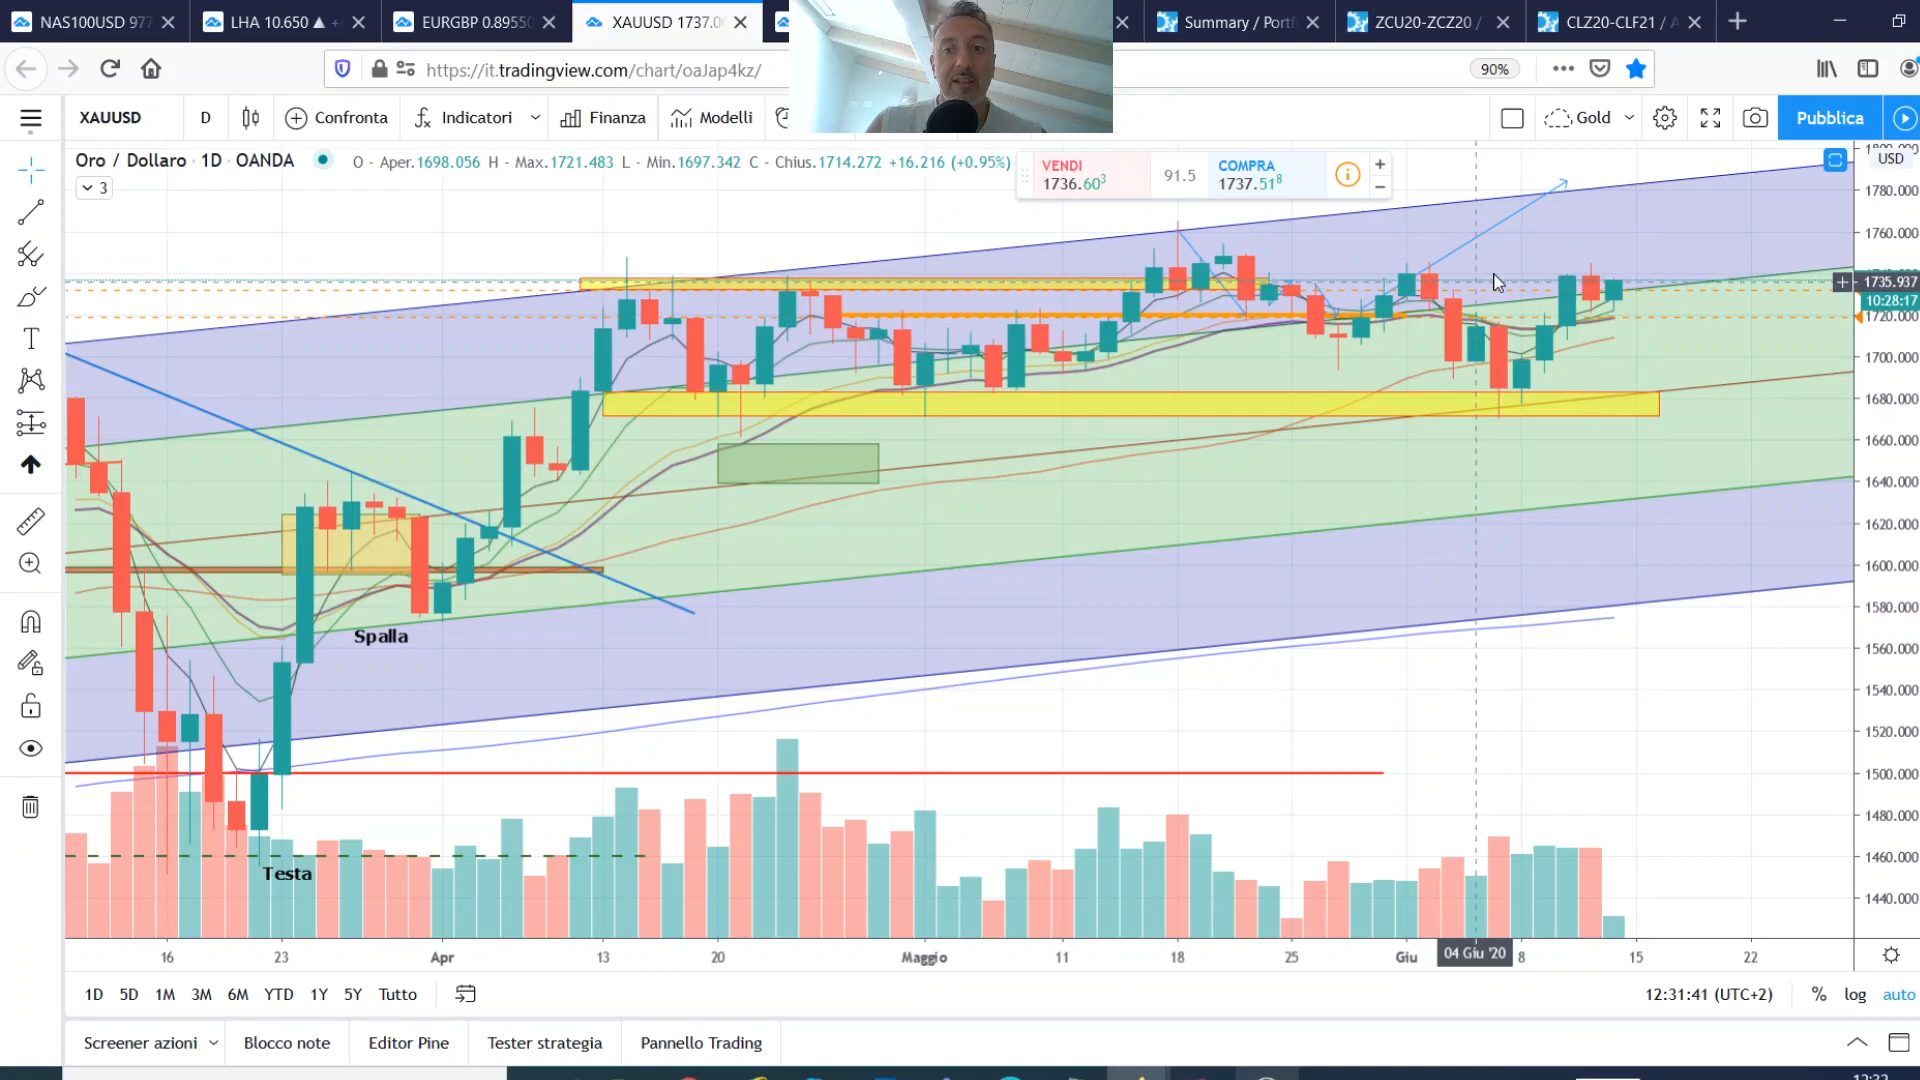 NAS100USD 977
LHA 10.650 ▲
EURGBP 0.8955
XAUUSD 1737.0
Summary / Portf
ZCU20-ZCZ20 /
CLZ20-CLF21 / A
https://it.tradingview.com/chart/oaJap4kz/
90%
XAUUSD
D
Confronta
Indicatori
Finanza
Modelli
Gold
Pubblica
Oro / Dollaro · 1D · OANDA
O - Aper.1698.056 H - Max.1721.483 L - Min.1697.342 C - Chius.1714.272 +16.216 (+0.95%)
3
VENDI
1736.603
91.5
COMPRA
1737.518
USD
1780.000
1760.000
1735.937
10:28:17
1720.000
1700.000
1680.000
1660.000
1640.000
1620.000
1600.000
1580.000
1560.000
1540.000
1520.000
1500.000
1480.000
1460.000
1440.000
Spalla
Testa
16
23
Apr
13
20
Maggio
11
18
25
Giu
04 Giu '20
8
15
22
1D 5D 1M 3M 6M YTD 1Y 5Y Tutto
12:31:41 (UTC+2)
%
log
auto
Screener azioni
Blocco note
Editor Pine
Tester strategia
Pannello Trading